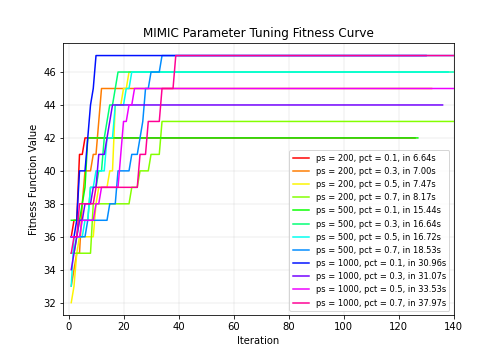 MIMIC Parameter Tuning Fitness Curve
Fitness Function Value
46
44
42
40
38
36
34
32
ps = 200, pct = 0.1, in 6.64s
ps = 200, pct = 0.3, in 7.00s
ps = 200, pct = 0.5, in 7.47s
ps = 200, pct = 0.7, in 8.17s
ps = 500, pct = 0.1, in 15.44s
ps = 500, pct = 0.3, in 16.64s
ps = 500, pct = 0.5, in 16.72s
ps = 500, pct = 0.7, in 18.53s
ps = 1000, pct = 0.1, in 30.96s
ps = 1000, pct = 0.3, in 31.07s
ps = 1000, pct = 0.5, in 33.53s
ps = 1000, pct = 0.7, in 37.97s
0 20 40 60 80 100 120 140
Iteration